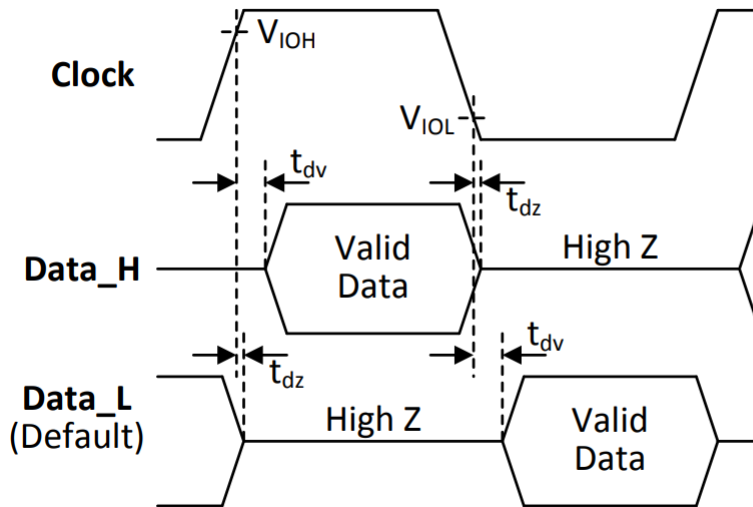 V_IOH
Clock
V_IOL
t_dv
t_dz
Valid
Data
High Z
Data_H
t_dv
t_dz
Data_L
(Default)
High Z
Valid
Data